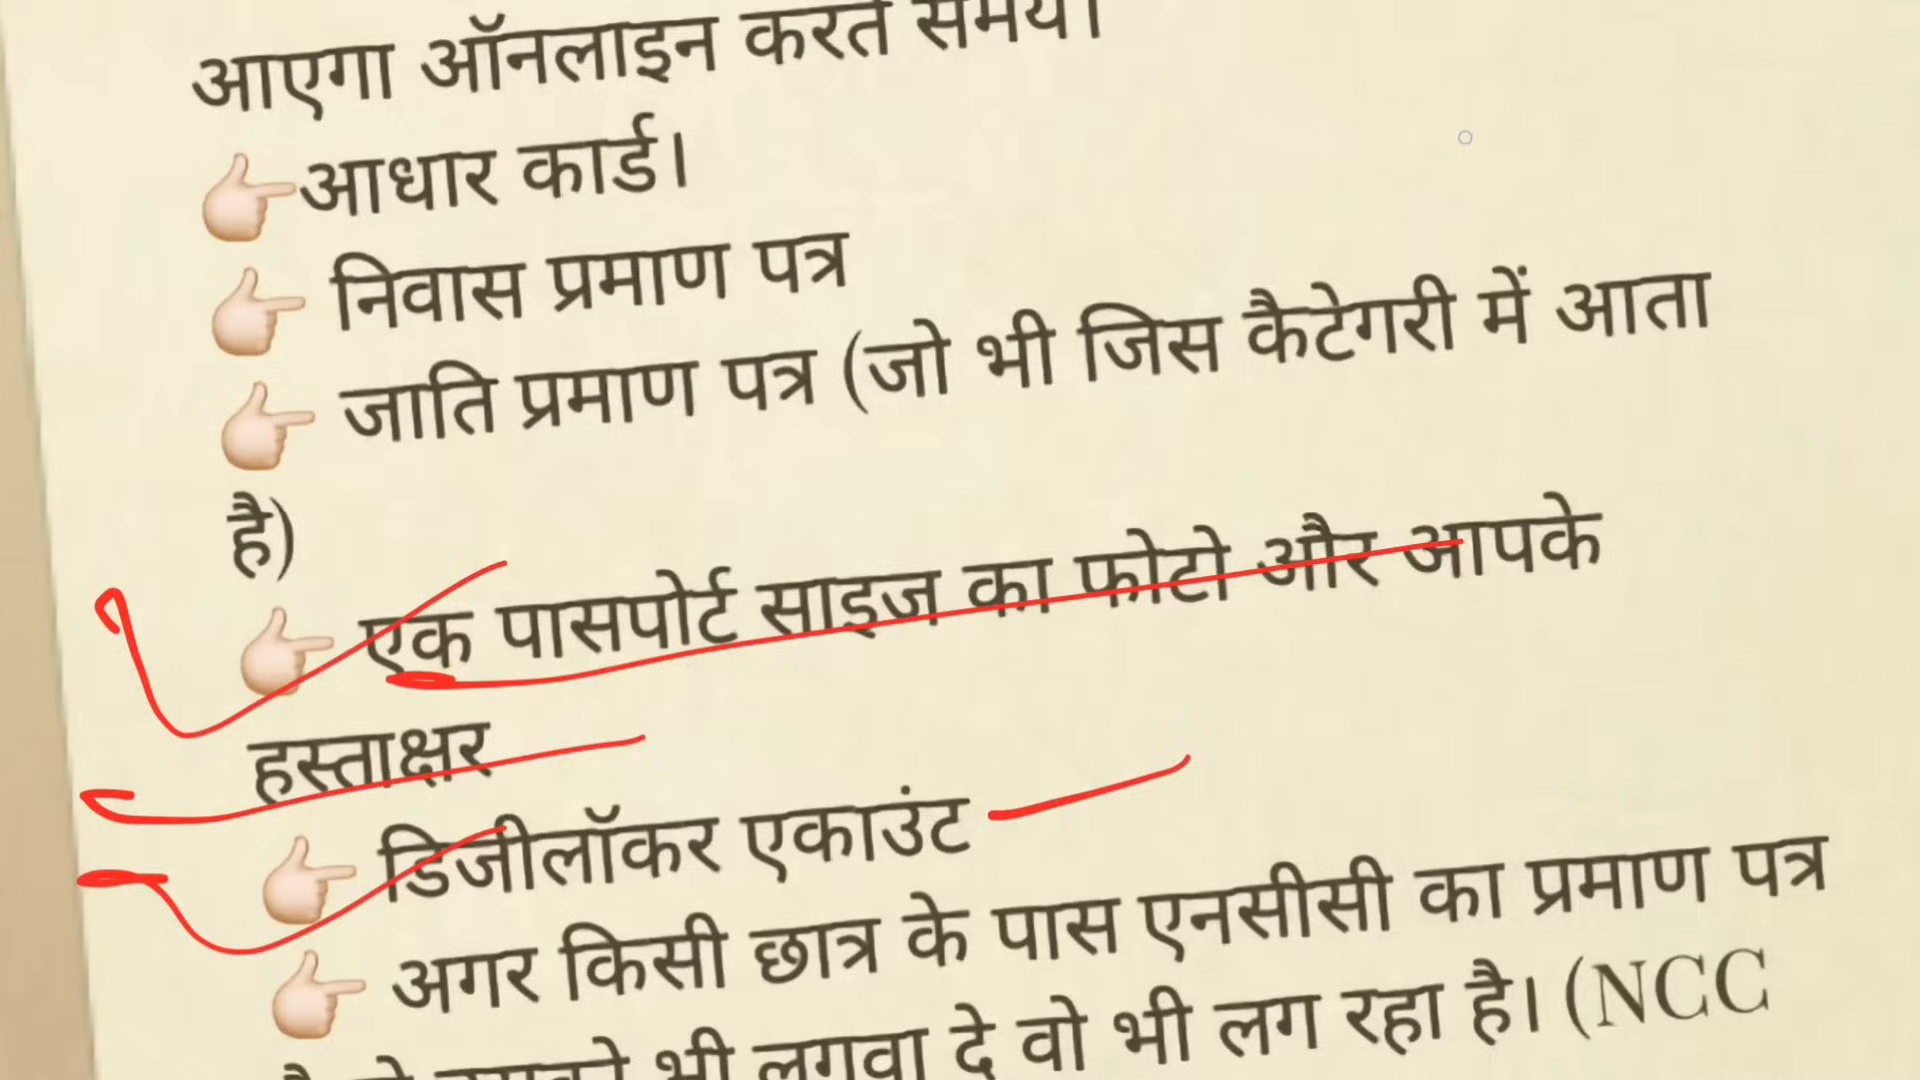 आएगा ऑनलाइन करते समय।
👉आधार कार्ड।
👉 निवास प्रमाण पत्र
👉 जाति प्रमाण पत्र (जो भी जिस कैटेगरी में आता
है)
👉 एक पासपोर्ट साइज का फोटो और आपके
हस्ताक्षर
👉 डिजीलॉकर एकाउंट
👉 अगर किसी छात्र के पास एनसीसी का प्रमाण पत्र
भी लगवा दे वो भी लग रहा है। (NCC